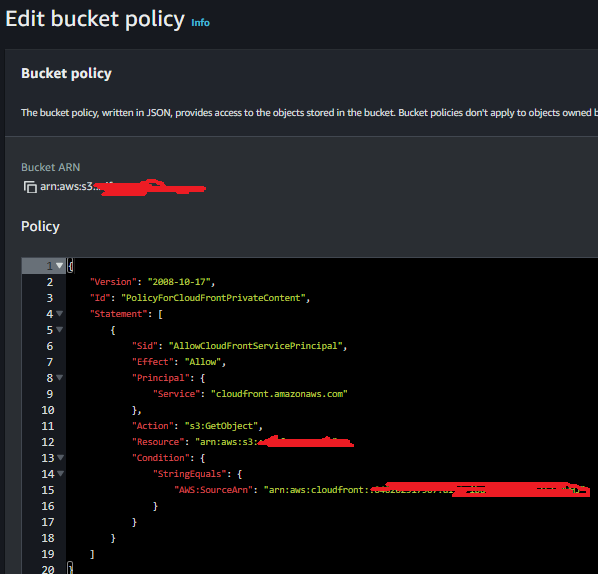 Edit bucket policy Info
Bucket policy
The bucket policy, written in JSON, provides access to the objects stored in the bucket. Bucket policies don't apply to objects owned
Bucket ARN
arn:aws:s3:
Policy
1 {
2 "Version": "2008-10-17",
3 "Id": "PolicyForCloudFrontPrivateContent",
4 "Statement": [
5 {
6 "Sid": "AllowCloudFrontServicePrincipal",
7 "Effect": "Allow",
8 "Principal": {
9 "Service": "cloudfront.amazonaws.com"
10 },
11 "Action": "s3:GetObject",
12 "Resource": "arn:aws:s3:
13 "Condition": {
14 "StringEquals": {
15 "AWS:SourceArn": "arn:aws:cloudfront:
16 }
17 }
18 }
19 ]
20 }